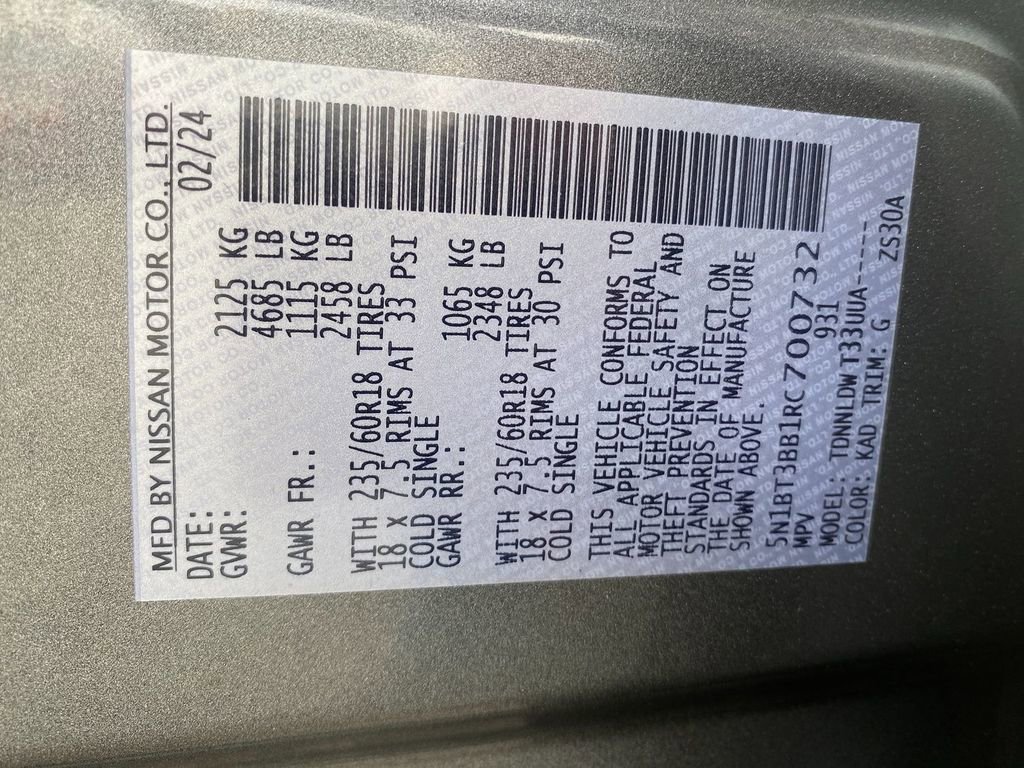 MFD BY NISSAN MOTOR CO., LTD.
DATE: 02/24
GVWR: 2125 KG
4685 LB
GAWR FR.: 1115 KG
2458 LB
WITH 235/60R18 TIRES
18 X 7.5 RIMS AT 33 PSI
COLD SINGLE
GAWR RR.: 1065 KG
2348 LB
WITH 235/60R18 TIRES
18 X 7.5 RIMS AT 30 PSI
COLD SINGLE
THIS VEHICLE CONFORMS TO
ALL APPLICABLE FEDERAL
MOTOR VEHICLE SAFETY AND
THEFT PREVENTION
STANDARDS IN EFFECT ON
THE DATE OF MANUFACTURE
SHOWN ABOVE.
5N1BT3BB1RC700732
MPV 931
MODEL: TDNNLDW T33UUA-----
COLOR: KAD TRIM: G ZS30A